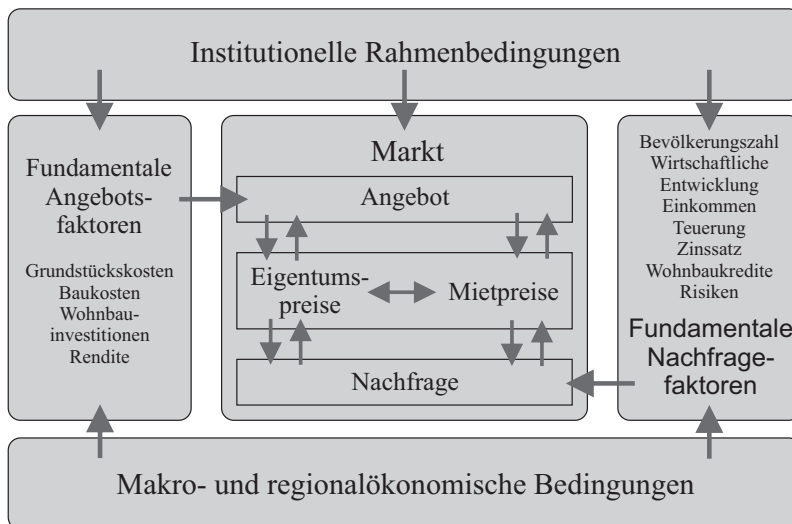 Institutionelle Rahmenbedingungen
Fundamentale
Angebots-
faktoren
Grundstückskosten
Baukosten
Wohnbau-
investitionen
Rendite
Markt
Angebot
Eigentums-
preise
Mietpreise
Nachfrage
Bevölkerungszahl
Wirtschaftliche
Entwicklung
Einkommen
Teuerung
Zinssatz
Wohnbaukredite
Risiken
Fundamentale
Nachfrage-
faktoren
Makro- und regionalökonomische Bedingungen